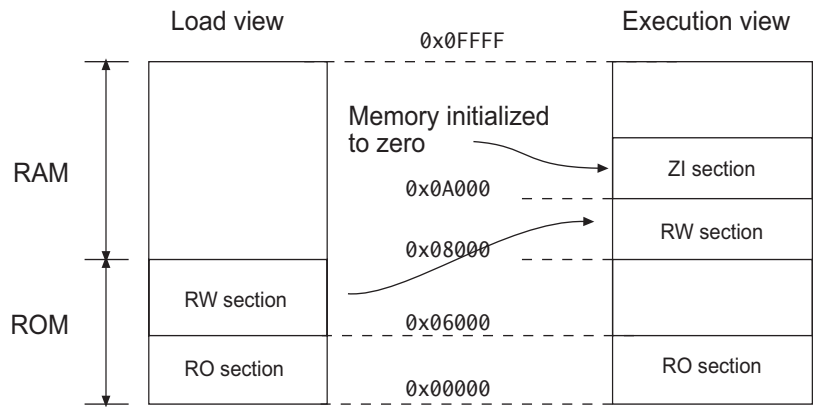 Load view
Execution view
0x0FFFF
Memory initialized
to zero
RAM
ZI section
0x0A000
RW section
0x08000
RW section
ROM
0x06000
RO section
RO section
0x00000